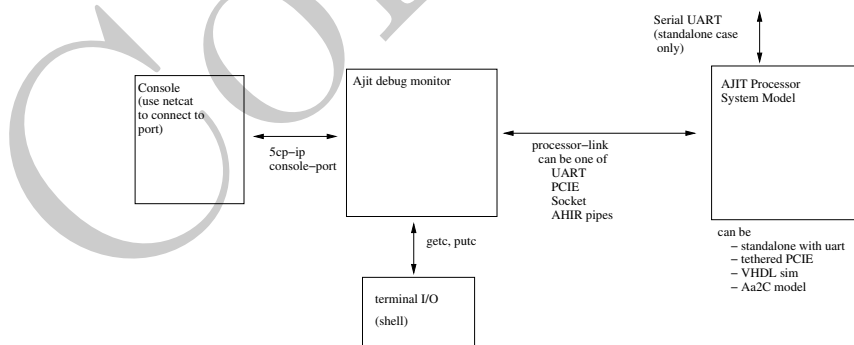 Serial UART
(standalone case
only)
Console
(use netcat
to connect to
port)
Ajit debug monitor
AJIT Processor
System Model
5cp-ip
console-port
processor-link
can be one of
UART
PCIE
Socket
AHIR pipes
getc, putc
can be
- standalone with uart
- tethered PCIE
- VHDL sim
- Aa2C model
terminal I/O
(shell)